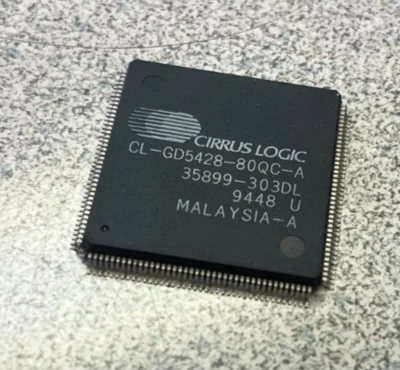 CIRRUS LOGIC
CL-GD5428-80QC-A
35899-303DL
9448 U
MALAYSIA-A